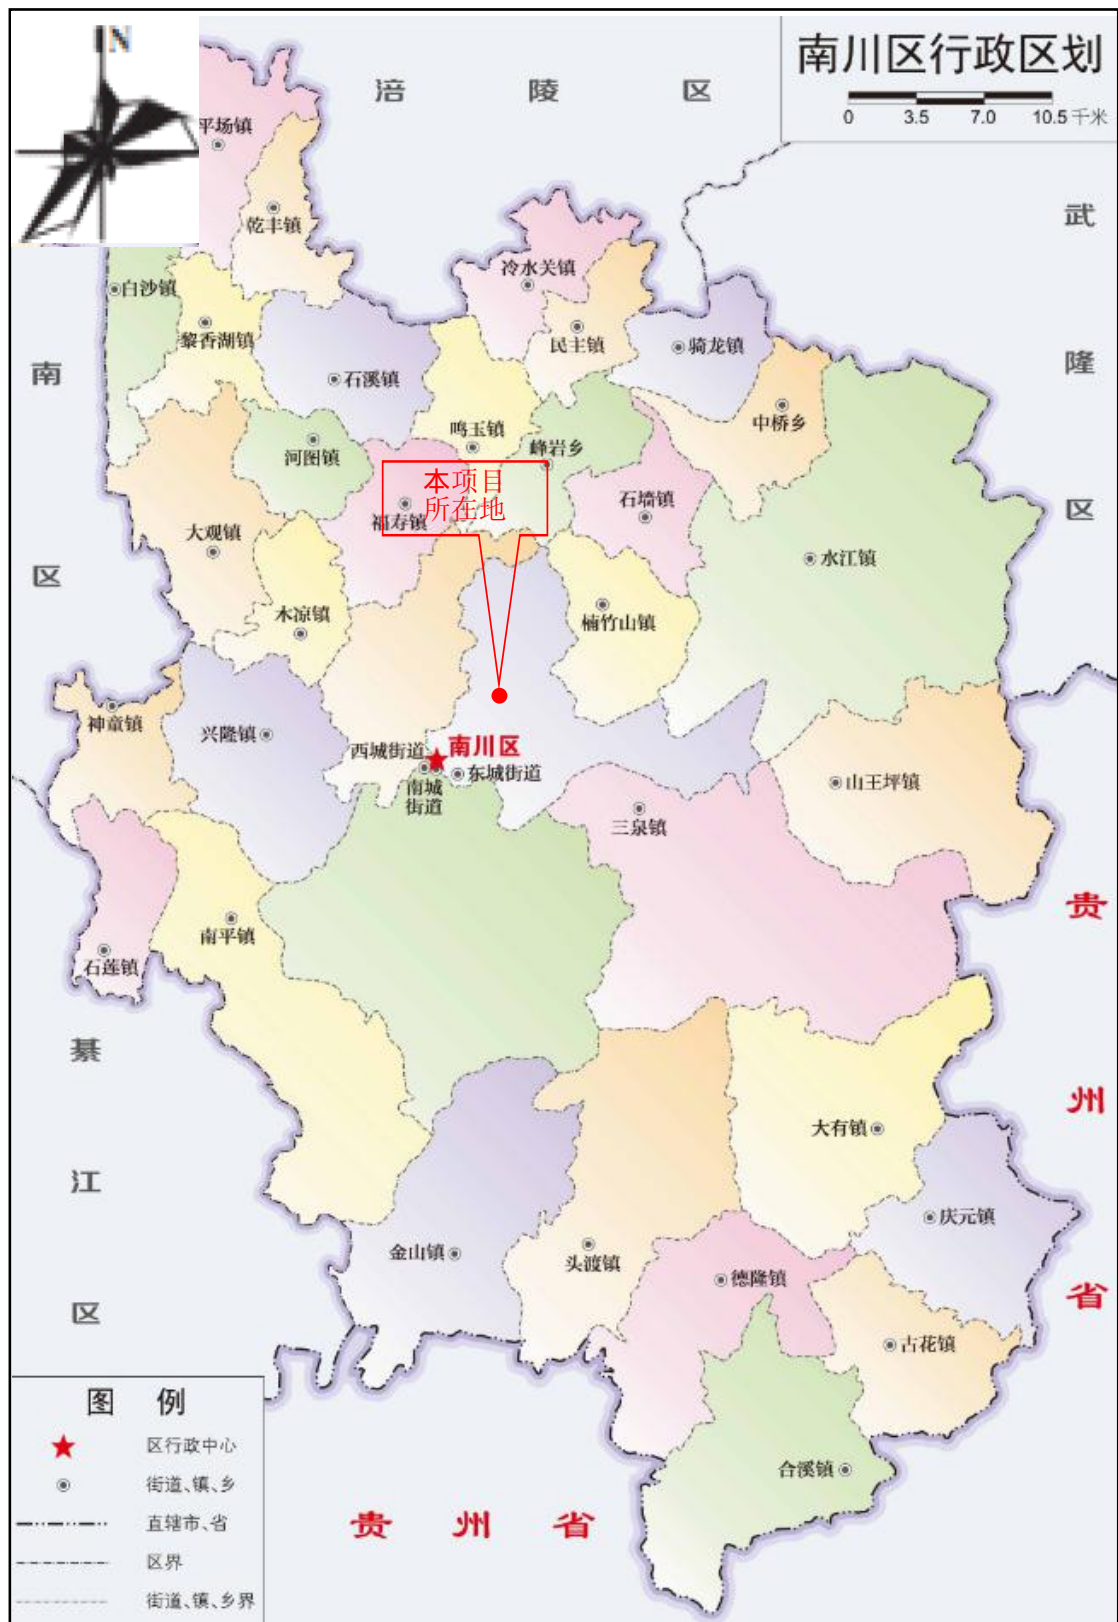 N
南川区行政区划
0 3.5 7.0 10.5 千米
涪陵区
武隆区
南区
綦江区
贵州省
贵州省
平场镇
乾丰镇
冷水关镇
白沙镇
黎香湖镇
民主镇
骑龙镇
石溪镇
中桥乡
鸣玉镇
河图镇
峰岩乡
本项目
所在地
石墙镇
福寿镇
大观镇
水江镇
木凉镇
楠竹山镇
神童镇
兴隆镇
西城街道
南川区
东城街道
南城
街道
山王坪镇
三泉镇
南平镇
石莲镇
大有镇
庆元镇
金山镇
头渡镇
德隆镇
古花镇
合溪镇
图例
区行政中心
街道、镇、乡
直辖市、省
区界
街道、镇、乡界